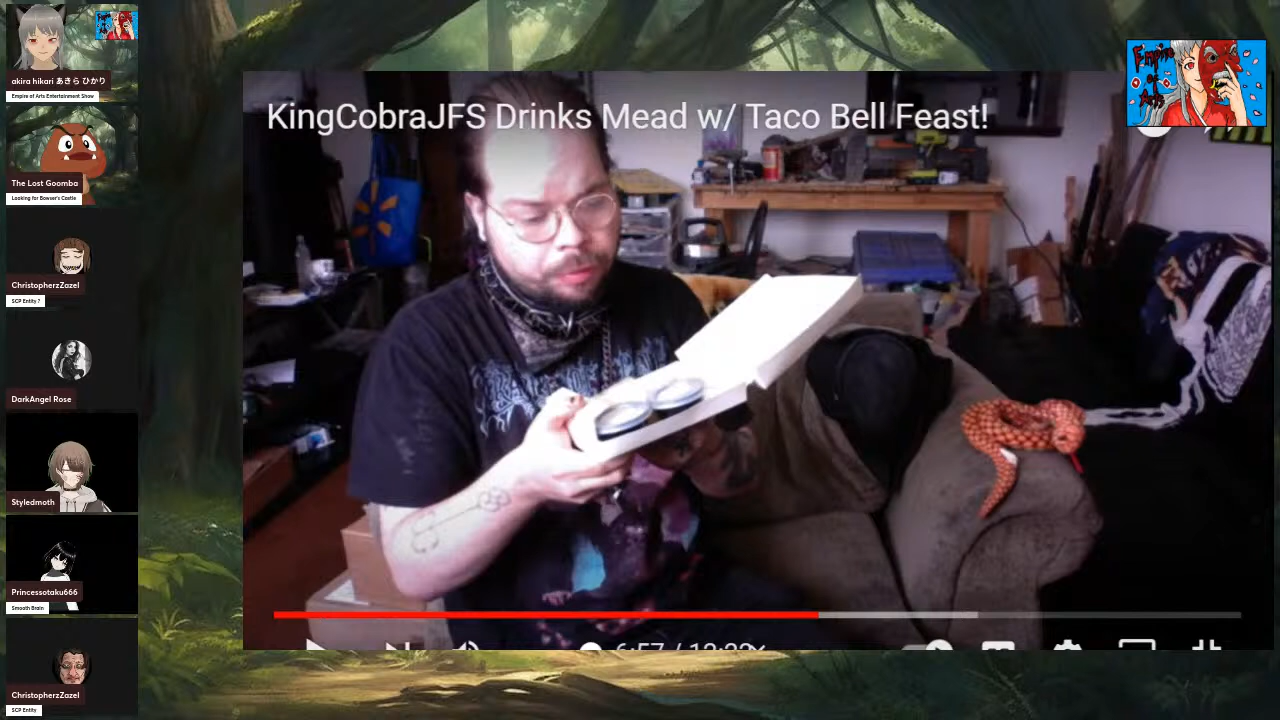 akira hikari あきら ひかり
Empire of Arts Entertainment Show
The Lost Goomba
Looking for Bowser's Castle
ChristopherzZazel
SCP Entity ?
DarkAngel Rose
Styledmoth
Princessotaku666
Smooth Brain
ChristopherzZazel
SCP Entity
KingCobraJFS Drinks Mead w/ Taco Bell Feast!
Empire
of
Arts